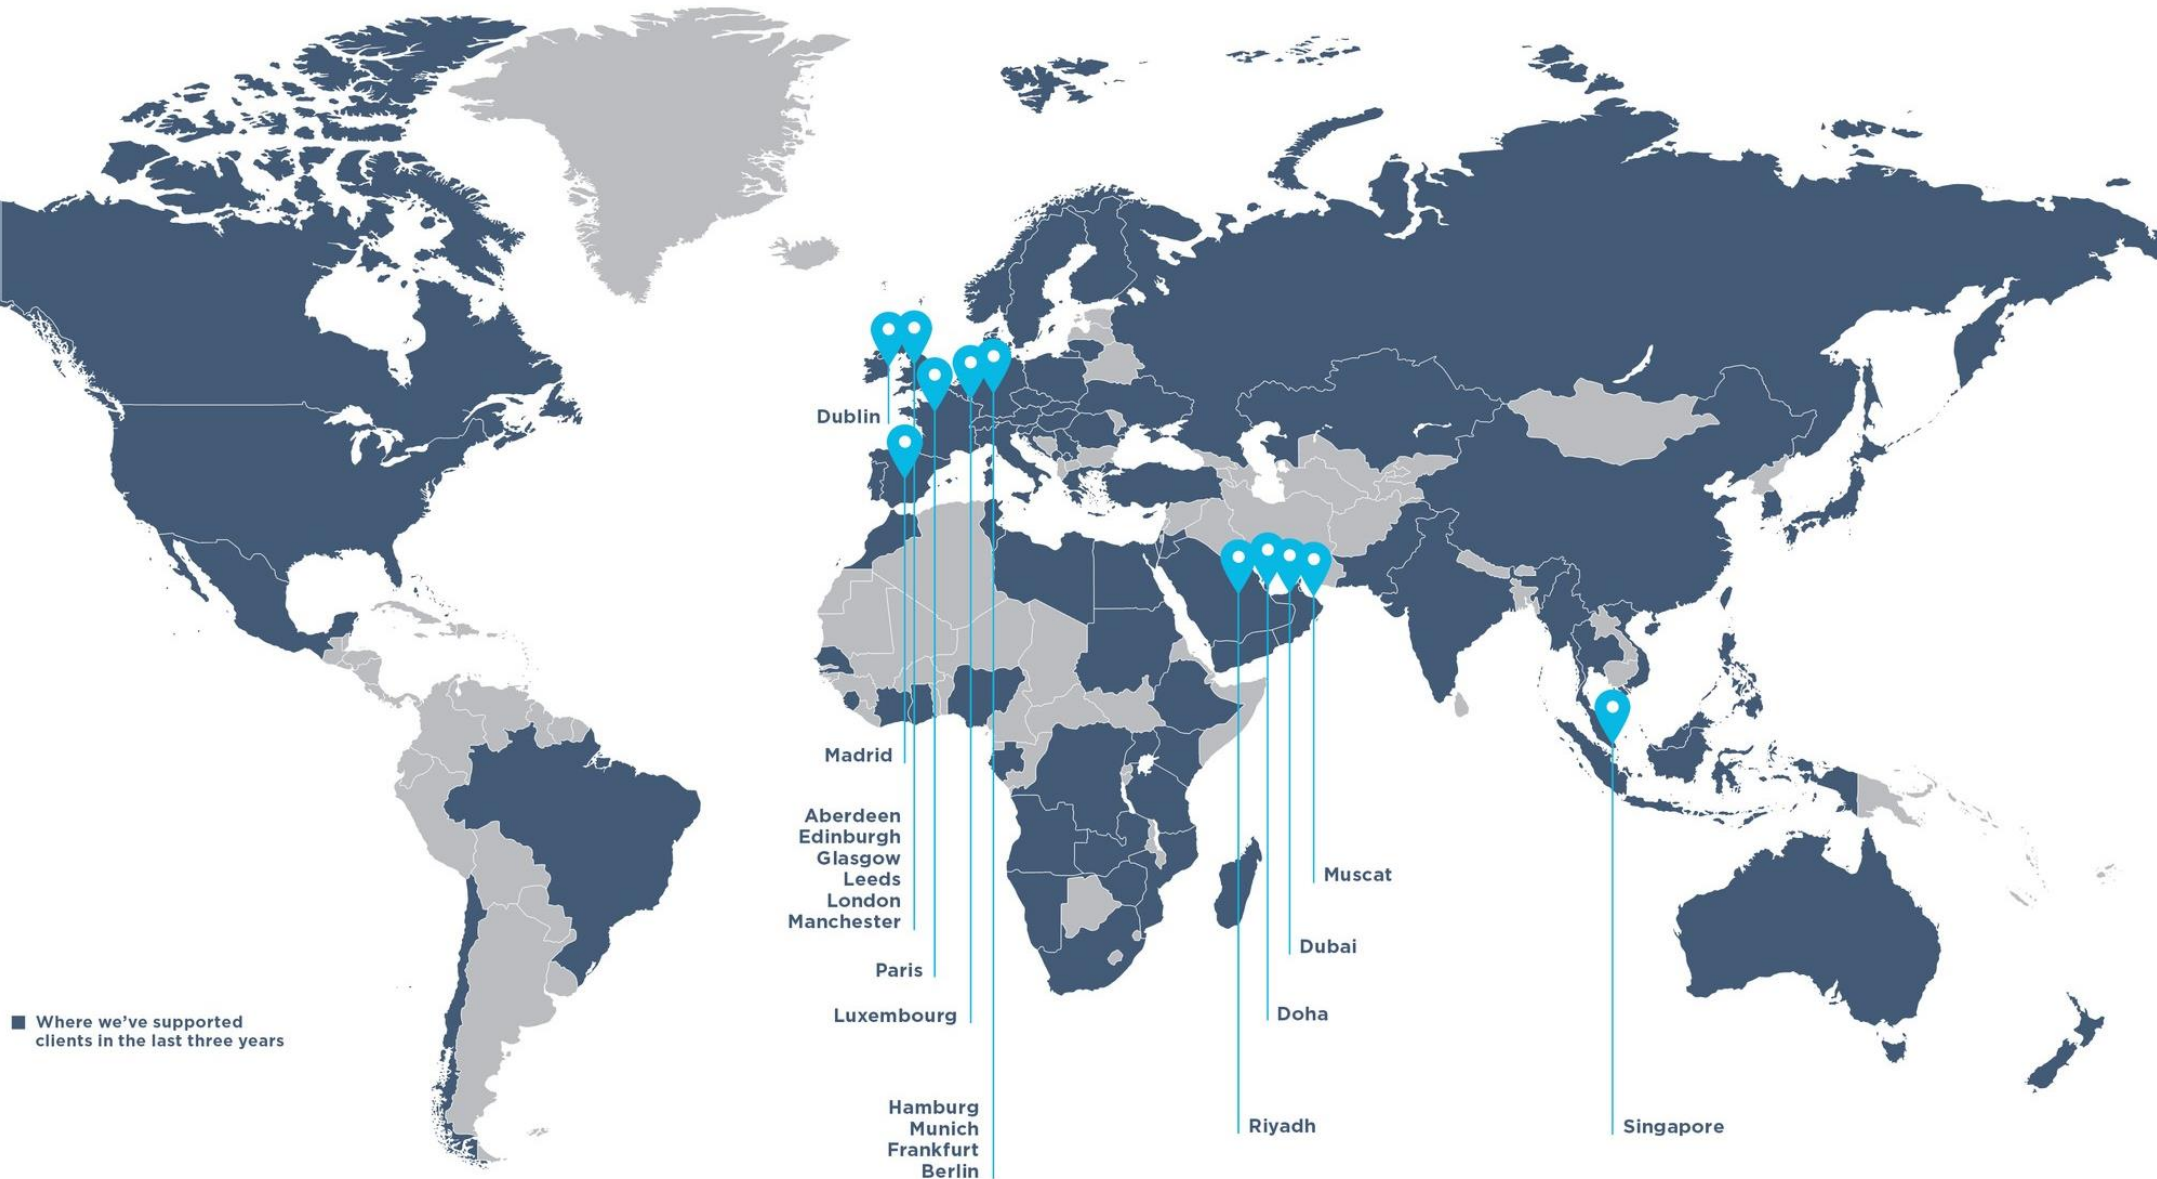 Dublin
Madrid
Aberdeen
Edinburgh
Glasgow
Leeds
London
Manchester
Paris
Luxembourg
Hamburg
Munich
Frankfurt
Berlin
Muscat
Dubai
Doha
Riyadh
Singapore
Where we’ve supported
clients in the last three years